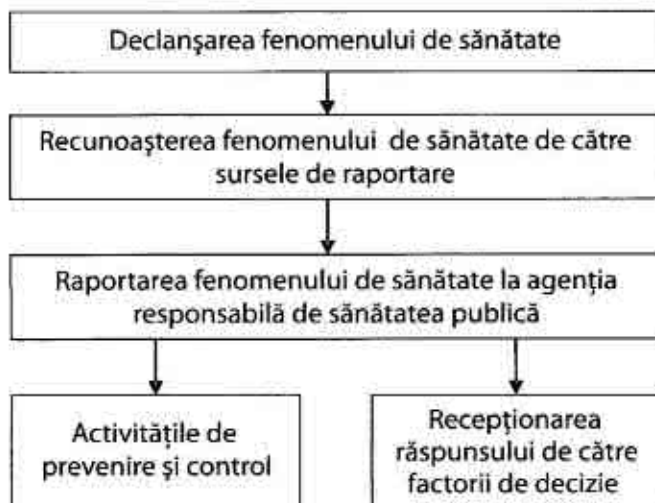 Declanşarea fenomenului de sănătate
Recunoaşterea fenomenului de sănătate de către
sursele de raportare
Raportarea fenomenului de sănătate la agenţia
responsabilă de sănătatea publică
Activităţile de
prevenire şi control
Recepţionarea
răspunsului de către
factorii de decizie